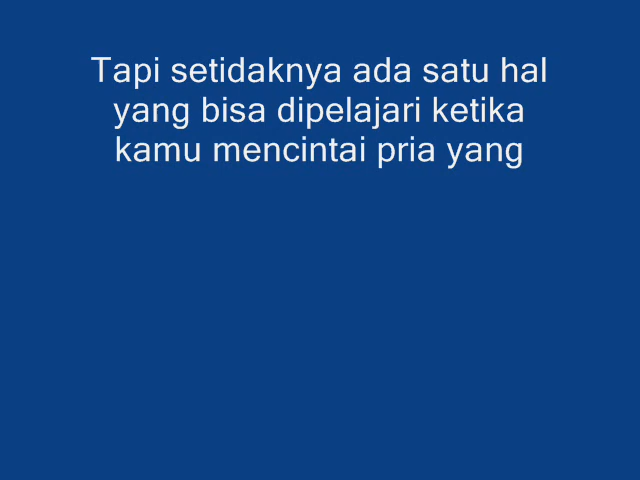 Tapi setidaknya ada satu hal
yang bisa dipelajari ketika
kamu mencintai pria yang